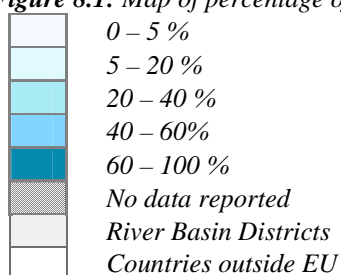 Figure 8.1: Map of percentage o
0 – 5 %
5 – 20 %
20 – 40 %
40 – 60%
60 – 100 %
No data reported
River Basin Districts
Countries outside EU